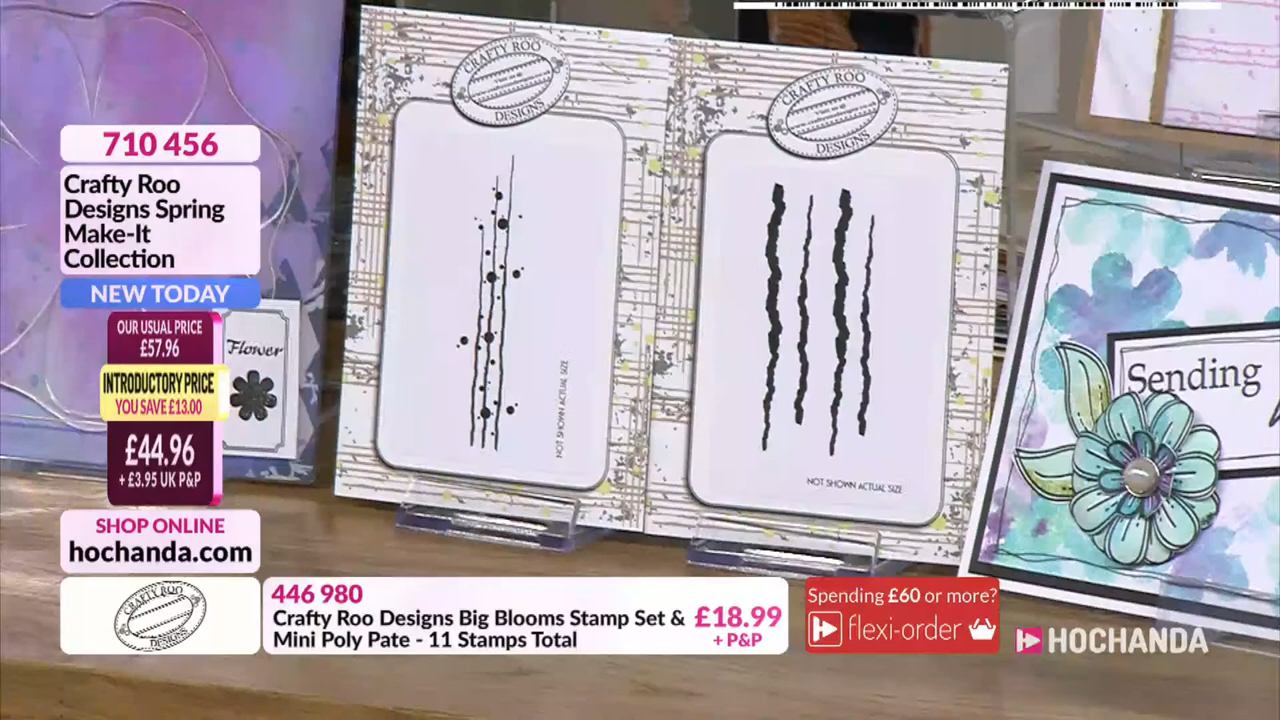 710 456
Crafty Roo
Designs Spring
Make-It
Collection
NEW TODAY
OUR USUAL PRICE
£57.96
INTRODUCTORY PRICE
YOU SAVE £13.00
£44.96
+ £3.95 UK P&P
SHOP ONLINE
hochanda.com
Flower
CRAFTY ROO
DESIGNS
NOT SHOWN ACTUAL SIZE
CRAFTY ROO
DESIGNS
NOT SHOWN ACTUAL SIZE
Sending
CRAFTY ROO
DESIGNS
446 980
Crafty Roo Designs Big Blooms Stamp Set &
Mini Poly Pate - 11 Stamps Total
£18.99
+ P&P
Spending £60 or more?
flexi-order
HOCHANDA